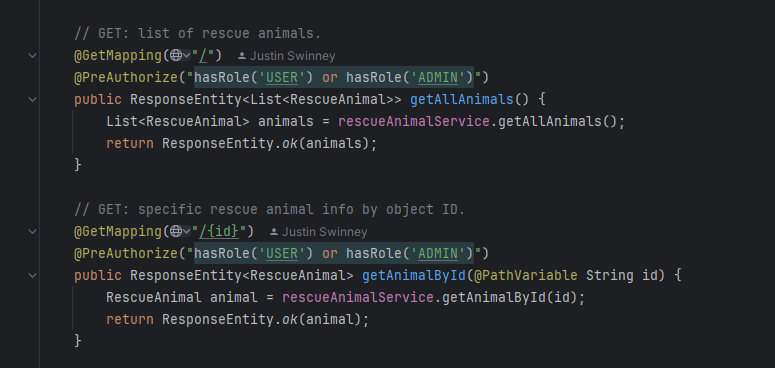 // GET: list of rescue animals.
@GetMapping("/") Justin Swinney
@PreAuthorize("hasRole('USER') or hasRole('ADMIN')")
public ResponseEntity<List<RescueAnimal>> getAllAnimals() {
    List<RescueAnimal> animals = rescueAnimalService.getAllAnimals();
    return ResponseEntity.ok(animals);
}
// GET: specific rescue animal info by object ID.
@GetMapping("/{id}") Justin Swinney
@PreAuthorize("hasRole('USER') or hasRole('ADMIN')")
public ResponseEntity<RescueAnimal> getAnimalById(@PathVariable String id) {
    RescueAnimal animal = rescueAnimalService.getAnimalById(id);
    return ResponseEntity.ok(animal);
}